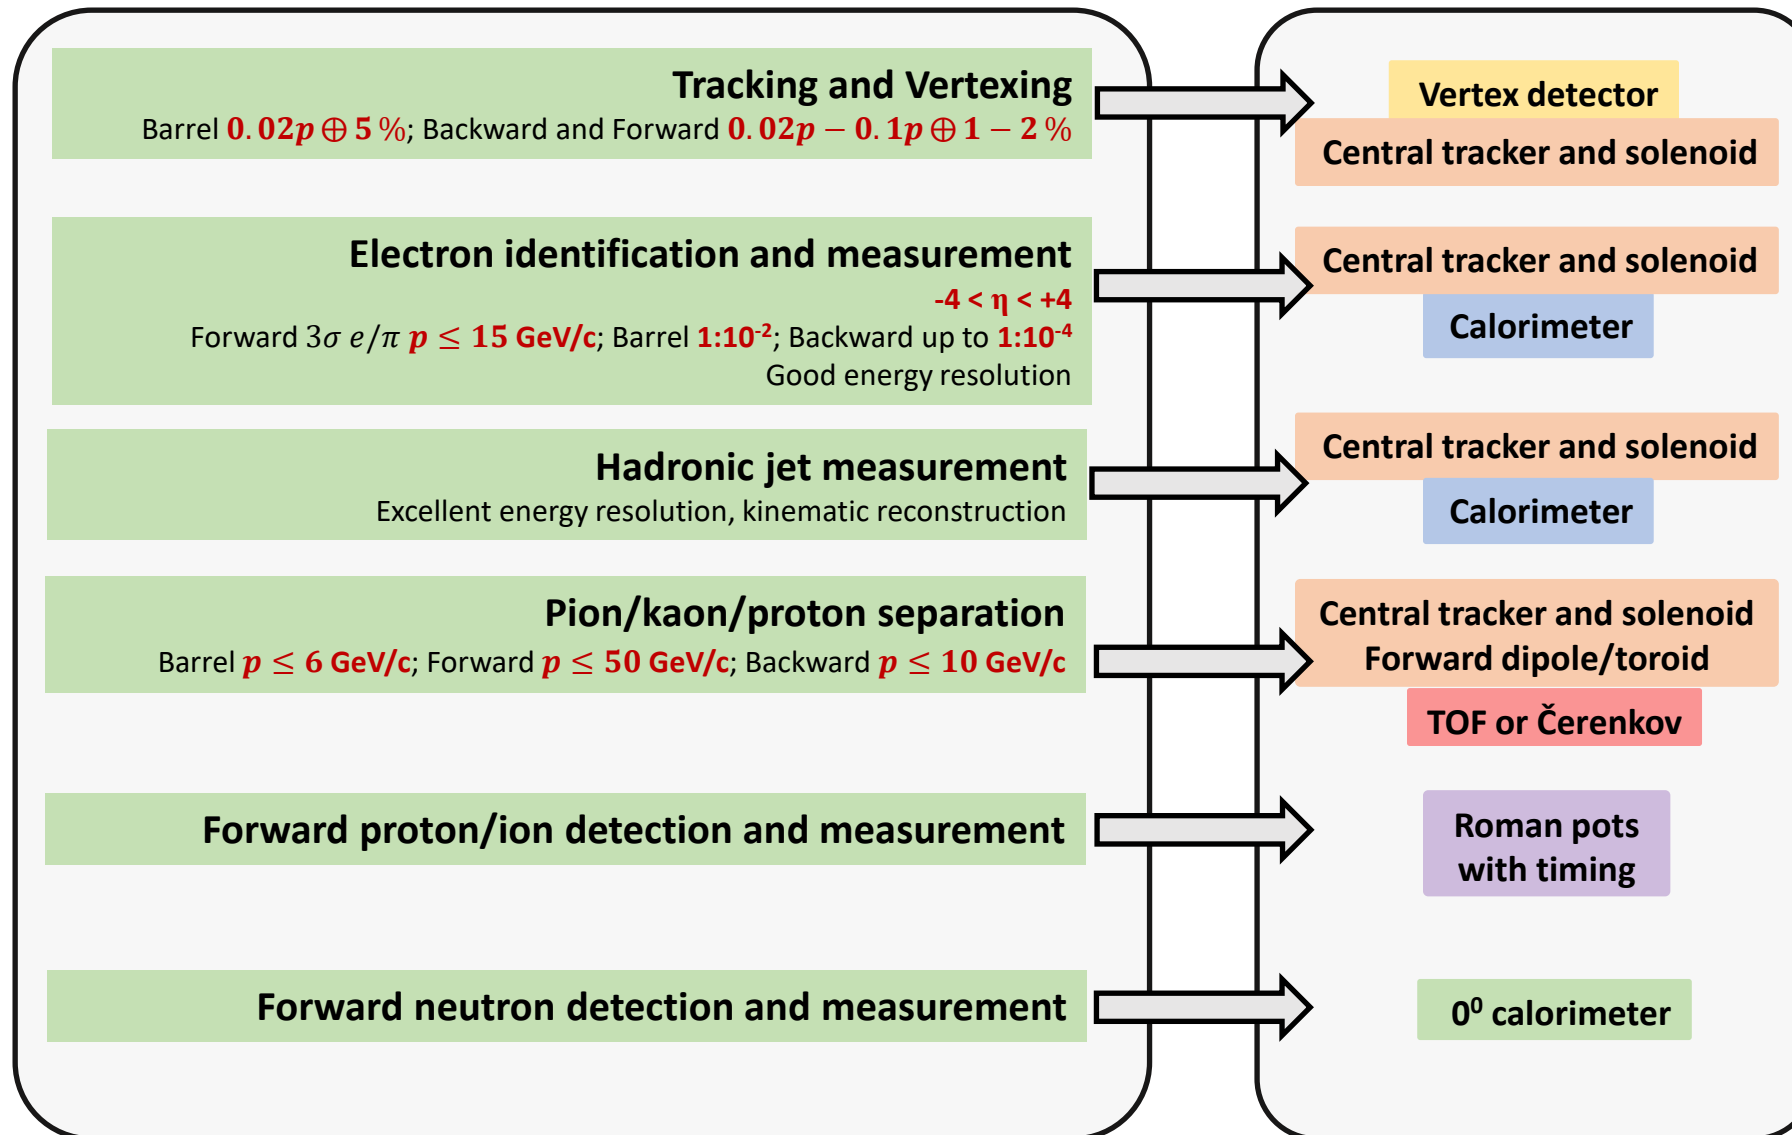 Tracking and Vertexing
Barrel 0.02p ⊕ 5 %; Backward and Forward 0.02p − 0.1p ⊕ 1 − 2 %
Vertex detector
Central tracker and solenoid
Electron identification and measurement
-4 < η < +4
Forward 3σ e/π p ≤ 15 GeV/c; Barrel 1:10⁻²; Backward up to 1:10⁻⁴
Good energy resolution
Central tracker and solenoid
Calorimeter
Hadronic jet measurement
Excellent energy resolution, kinematic reconstruction
Central tracker and solenoid
Calorimeter
Pion/kaon/proton separation
Barrel p ≤ 6 GeV/c; Forward p ≤ 50 GeV/c; Backward p ≤ 10 GeV/c
Central tracker and solenoid
Forward dipole/toroid
TOF or Čerenkov
Forward proton/ion detection and measurement
Roman pots
with timing
Forward neutron detection and measurement
0⁰ calorimeter